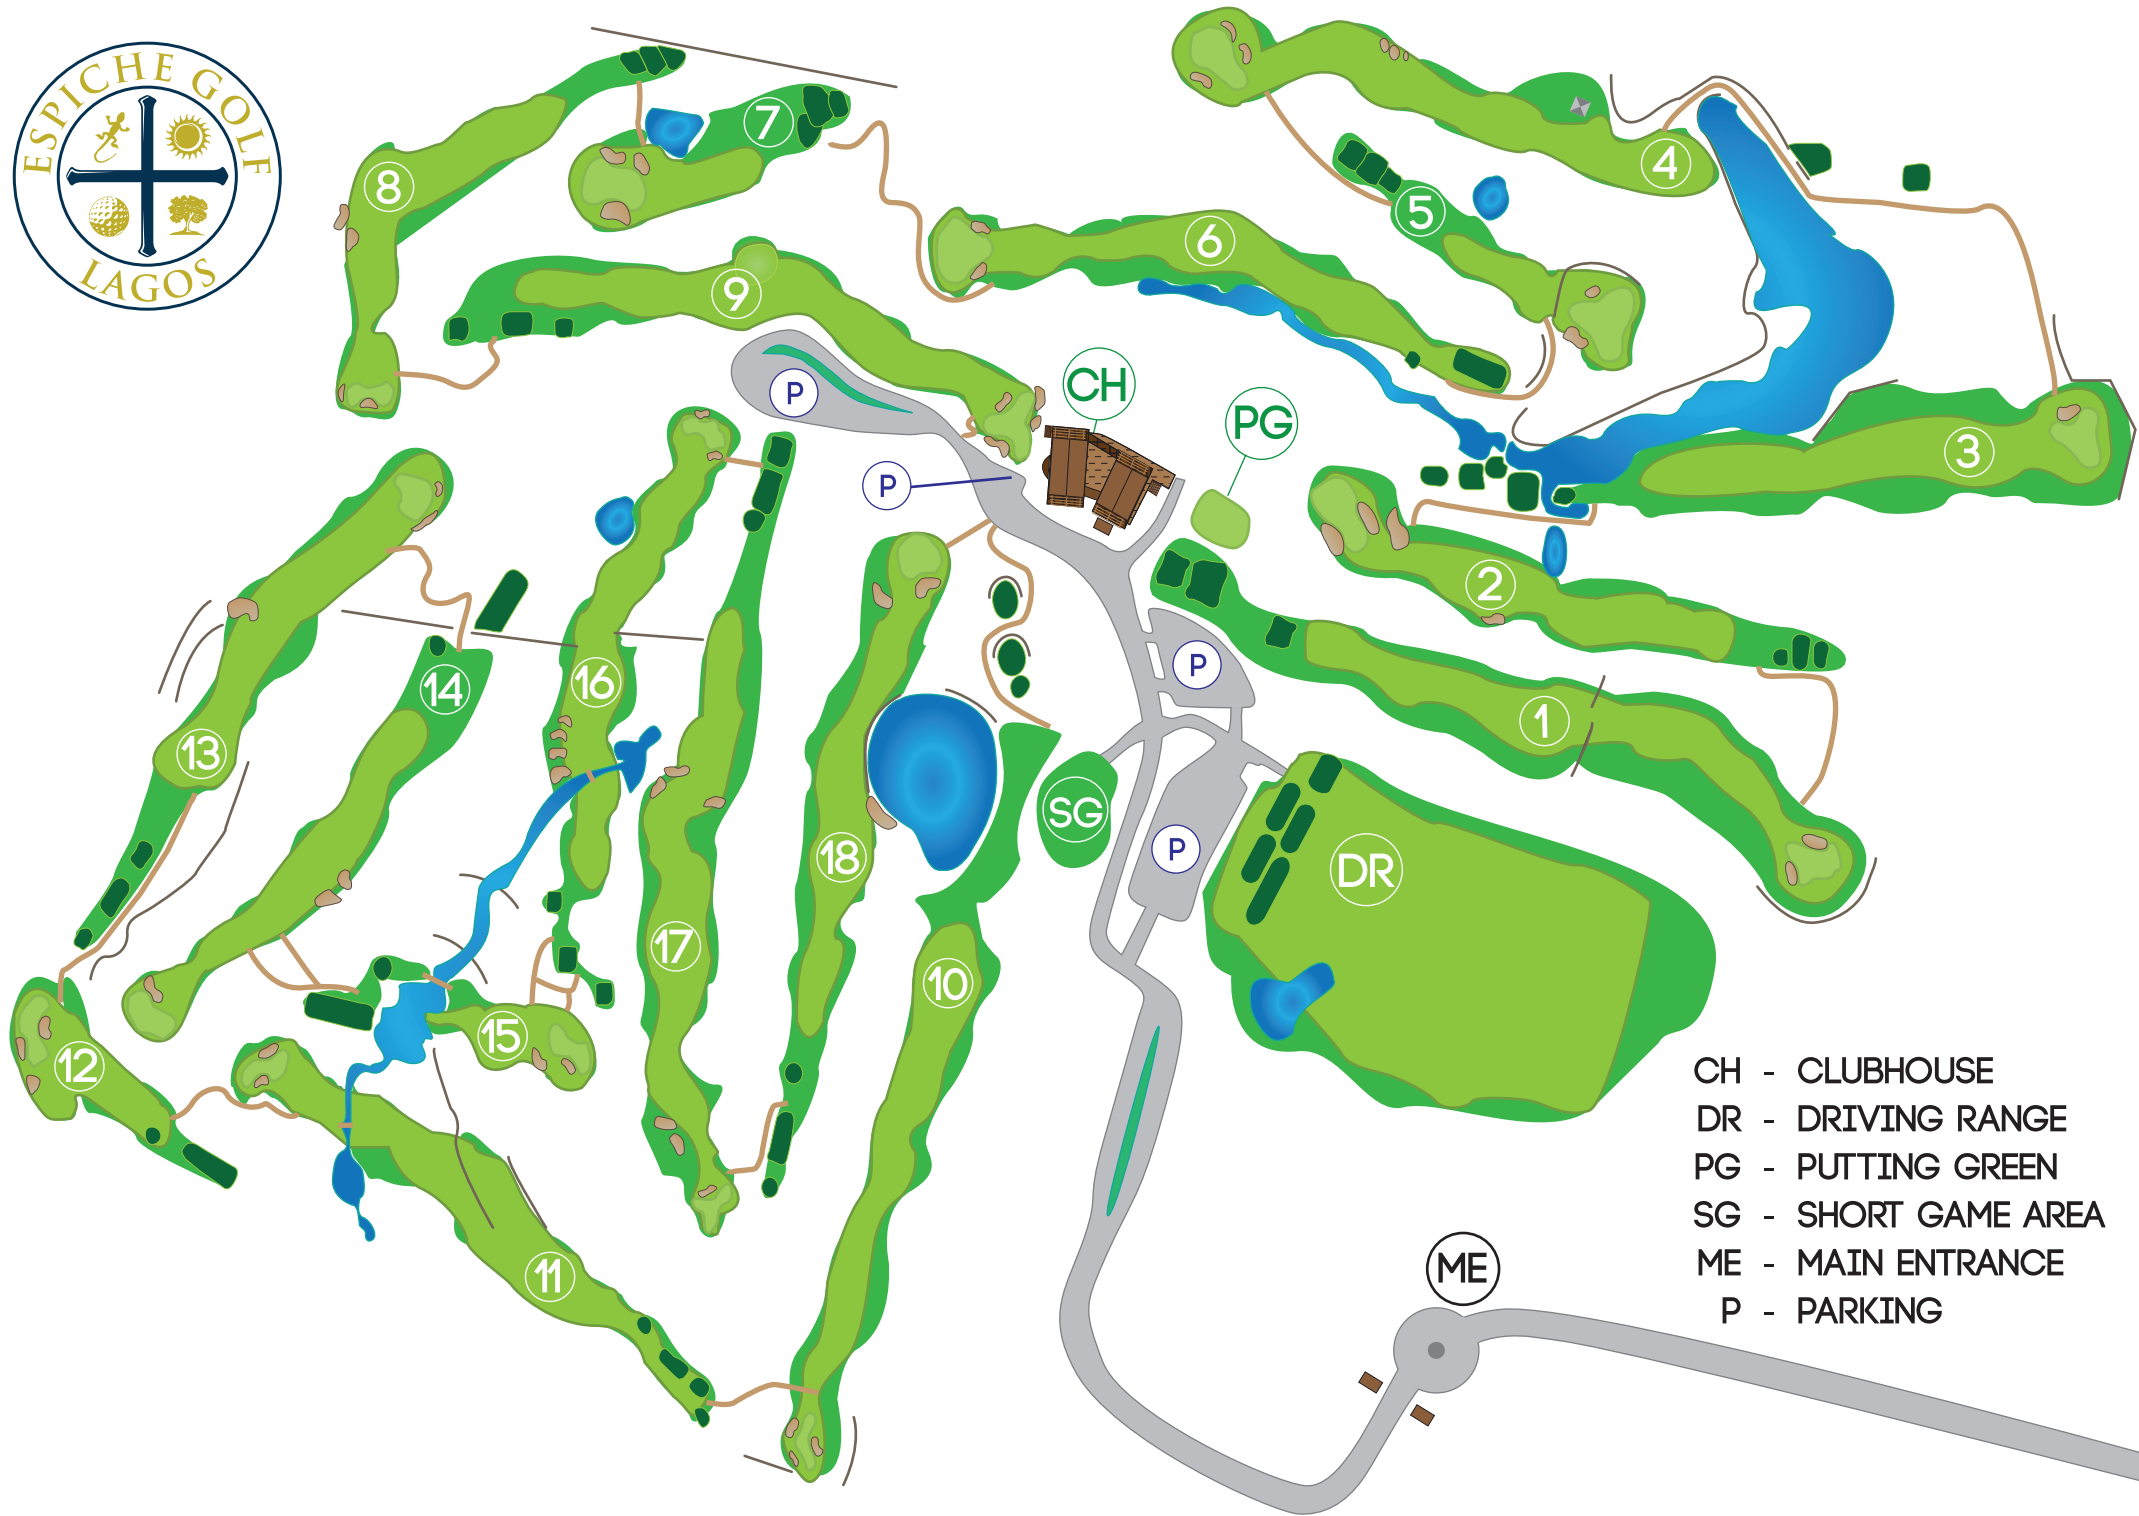 ESPICHE GOLF
LAGOS
8
7
9
6
5
4
3
2
1
CH
PG
P
P
P
P
13
14
16
17
18
10
12
15
11
SG
DR
ME
CH - CLUBHOUSE
DR - DRIVING RANGE
PG - PUTTING GREEN
SG - SHORT GAME AREA
ME - MAIN ENTRANCE
P - PARKING